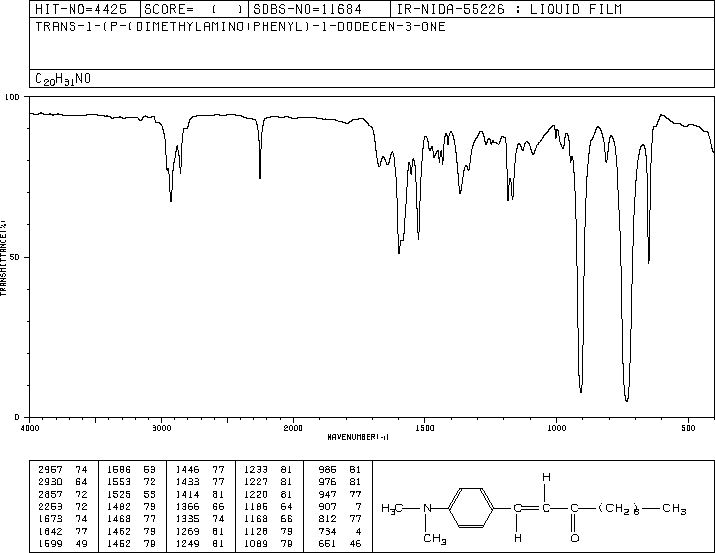 HIT-NO=4425 SCORE= ( ) SDBS-NO=11684 IR-NIDA-55226 : LIQUID FILM
TRANS-1-(P-(DIMETHYLAMINO)PHENYL)-1-DODECEN-3-ONE
C20H31NO
100
50
0
TRANSMITTANCE(%)
4000 3000 2000 1500 1000 500
WAVENUMBER(-1)
2957 74 1586 53 1446 77 1233 81 986 81
2930 64 1553 72 1433 77 1227 81 976 81
2857 72 1525 55 1414 81 1220 81 947 77
2253 72 1482 79 1366 66 1186 64 907 7
1673 74 1468 77 1335 74 1168 66 812 77
1642 77 1462 79 1269 81 1128 79 734 4
1599 49 1452 79 1249 81 1089 79 651 46
H
H3C N C C C (CH2)8 CH3
CH3 H O